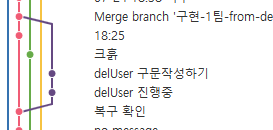 Merge branch '구현-1팀-from-de
18:25
크흙
delUser 구문작성하기
delUser 진행중
복구 확인
no message